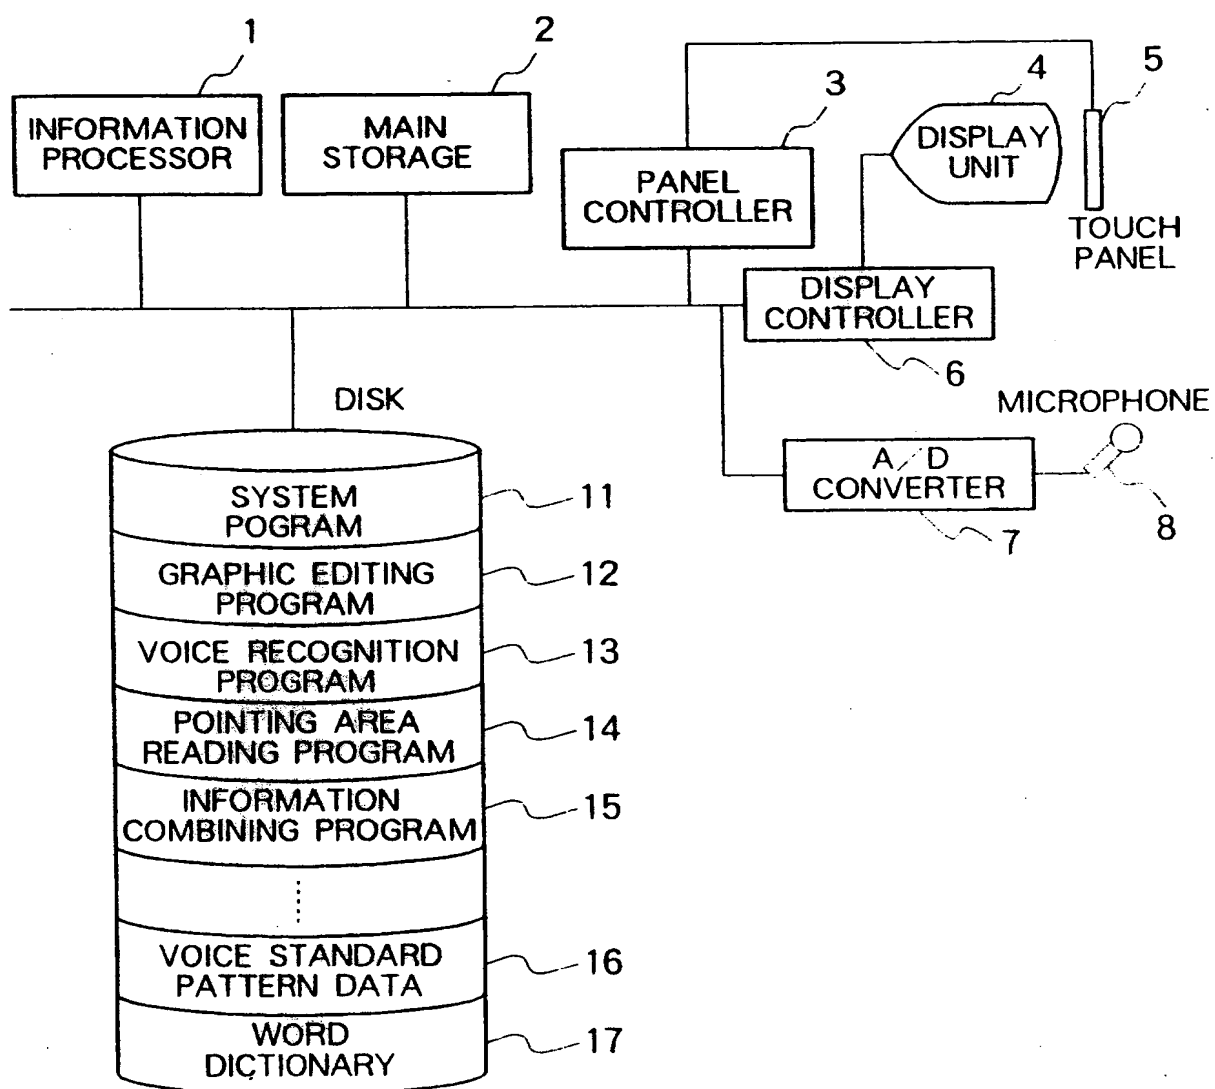 1
2
3
4
5
INFORMATION
PROCESSOR
MAIN
STORAGE
PANEL
CONTROLLER
DISPLAY
UNIT
TOUCH
PANEL
DISPLAY
CONTROLLER
6
DISK
MICROPHONE
A/D
CONVERTER
7
8
SYSTEM
POGRAM
11
GRAPHIC EDITING
PROGRAM
12
VOICE RECOGNITION
PROGRAM
13
POINTING AREA
READING PROGRAM
14
INFORMATION
COMBINING PROGRAM
15
VOICE STANDARD
PATTERN DATA
16
WORD
DICTIONARY
17